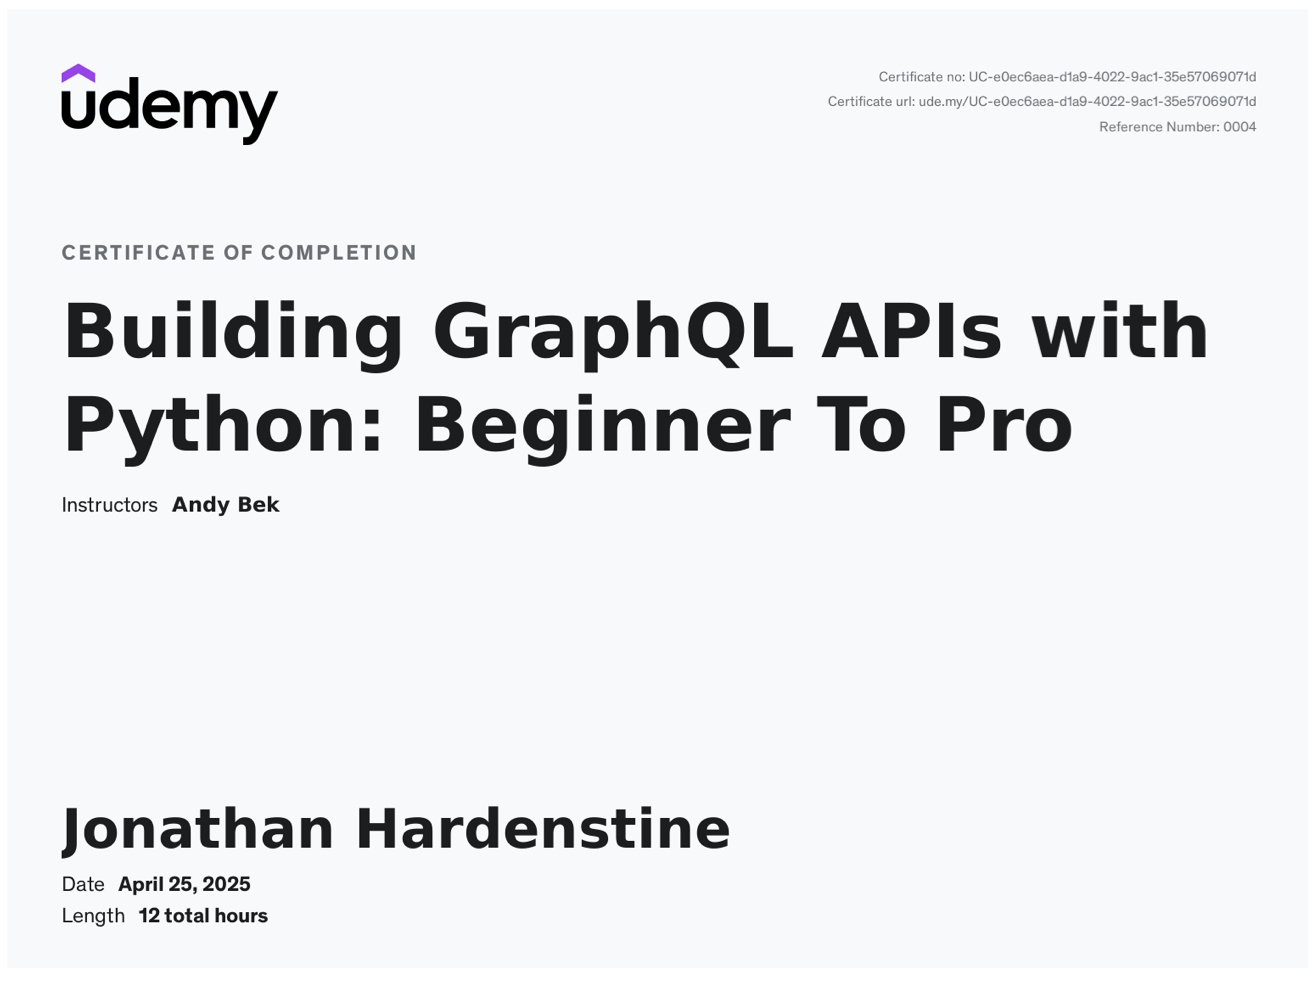 udemy
Certificate no: UC-e0ec6aea-d1a9-4022-9ac1-35e57069071d
Certificate url: ude.my/UC-e0ec6aea-d1a9-4022-9ac1-35e57069071d
Reference Number: 0004
CERTIFICATE OF COMPLETION
Building GraphQL APIs with
Python: Beginner To Pro
Instructors Andy Bek
Jonathan Hardenstine
Date April 25, 2025
Length 12 total hours